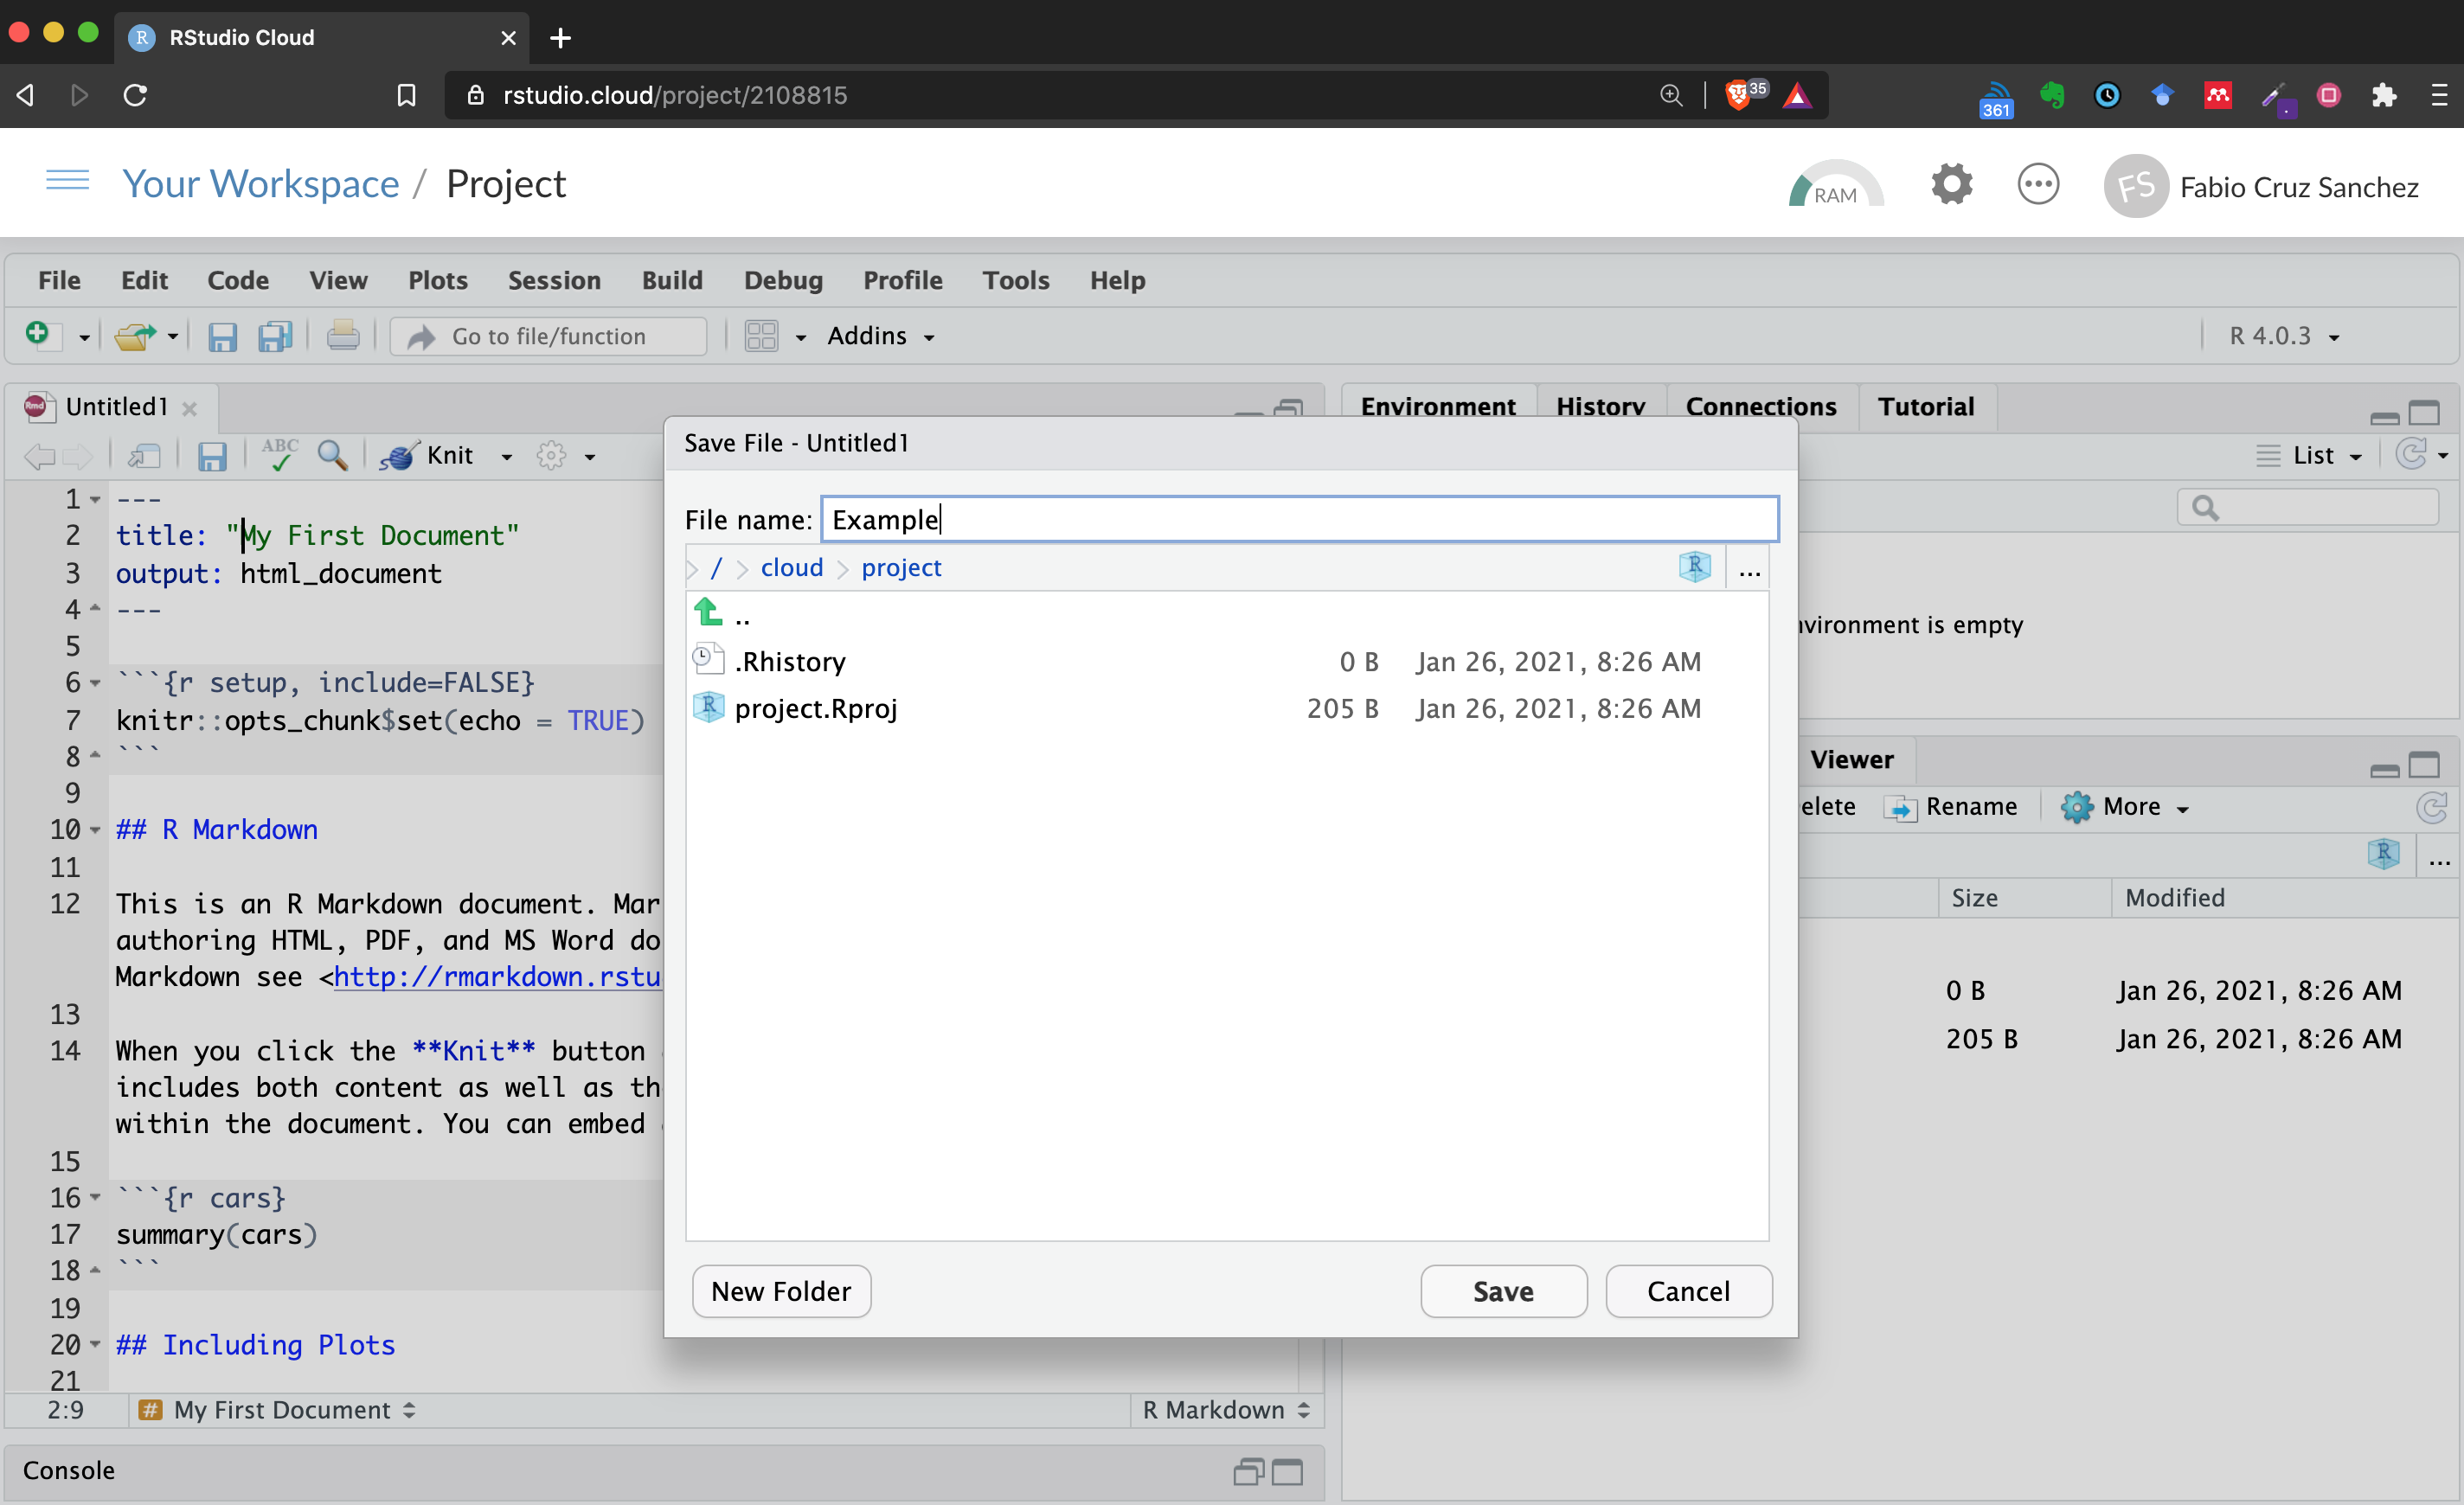 RStudio Cloud
rstudio.cloud/project/2108815
35
361
Your Workspace / Project
RAM
FS
Fabio Cruz Sanchez
File Edit Code View Plots Session Build Debug Profile Tools Help
Go to file/function
Addins
R 4.0.3
Untitled1
Environment History Connections Tutorial
ABC
Knit
List
Save File - Untitled1
File name: Example
/ cloud project
...
..
.Rhistory 0 B Jan 26, 2021, 8:26 AM
project.Rproj 205 B Jan 26, 2021, 8:26 AM
New Folder Save Cancel
1 ---
2 title: "My First Document"
3 output: html_document
4 ---
5
6 ```{r setup, include=FALSE}
7 knitr::opts_chunk$set(echo = TRUE)
8 ```
9
10 ## R Markdown
11
12 This is an R Markdown document. Mar
authoring HTML, PDF, and MS Word do
Markdown see <http://rmarkdown.rstu
13
14 When you click the **Knit** button
includes both content as well as th
within the document. You can embed
15
16 ```{r cars}
17 summary(cars)
18 ```
19
20 ## Including Plots
21
2:9 My First Document R Markdown
Console
nvironment is empty
Viewer
elete Rename More
...
Size Modified
0 B Jan 26, 2021, 8:26 AM
205 B Jan 26, 2021, 8:26 AM